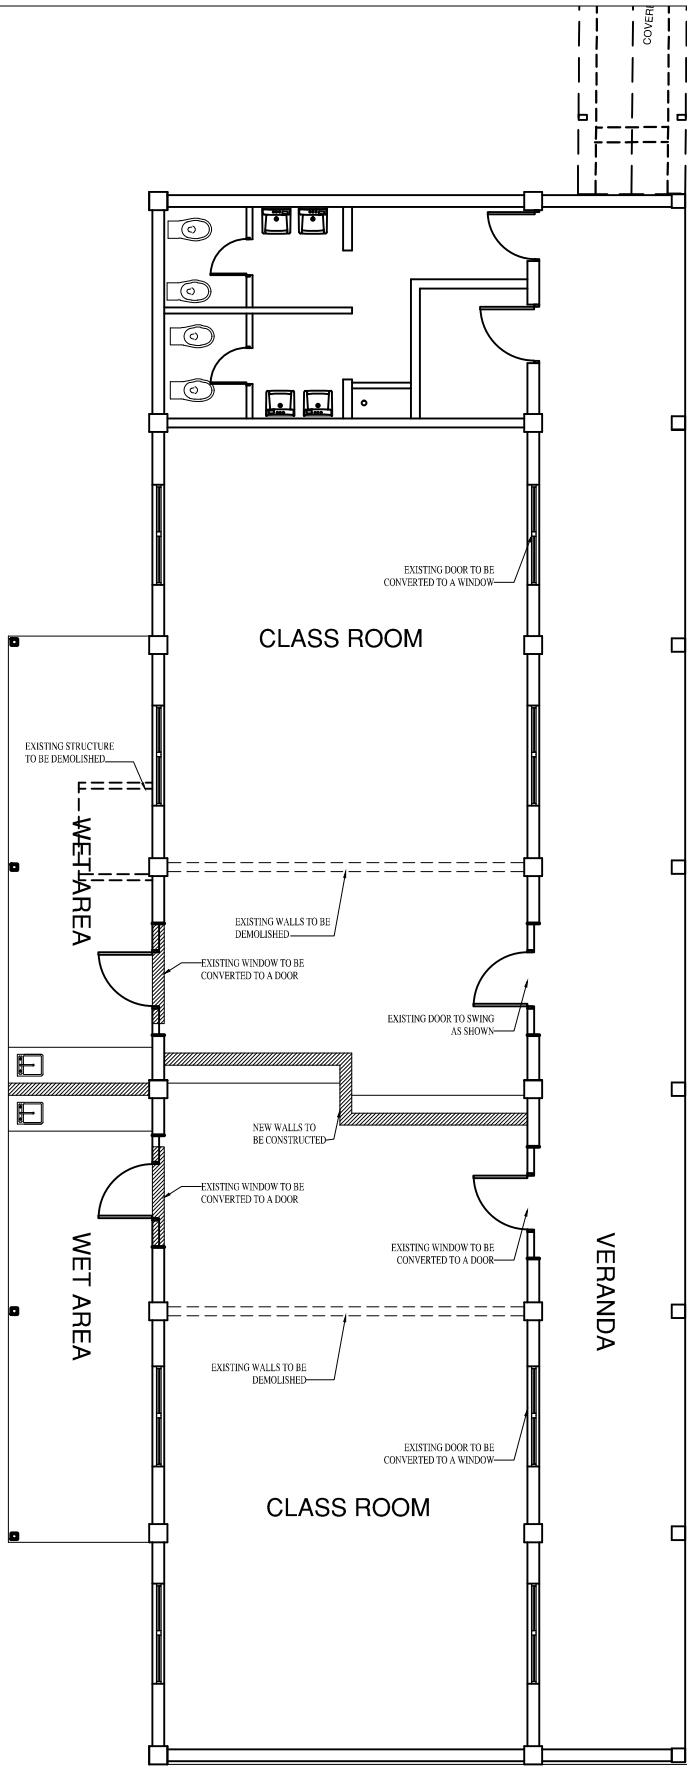 COVERE
EXISTING DOOR TO BE
CONVERTED TO A WINDOW
CLASS ROOM
EXISTING STRUCTURE
TO BE DEMOLISHED
WET AREA
EXISTING WALLS TO BE
DEMOLISHED
EXISTING WINDOW TO BE
CONVERTED TO A DOOR
EXISTING DOOR TO SWING
AS SHOWN
NEW WALLS TO
BE CONSTRUCTED
EXISTING WINDOW TO BE
CONVERTED TO A DOOR
WET AREA
EXISTING WINDOW TO BE
CONVERTED TO A DOOR
VERANDA
EXISTING WALLS TO BE
DEMOLISHED
EXISTING DOOR TO BE
CONVERTED TO A WINDOW
CLASS ROOM